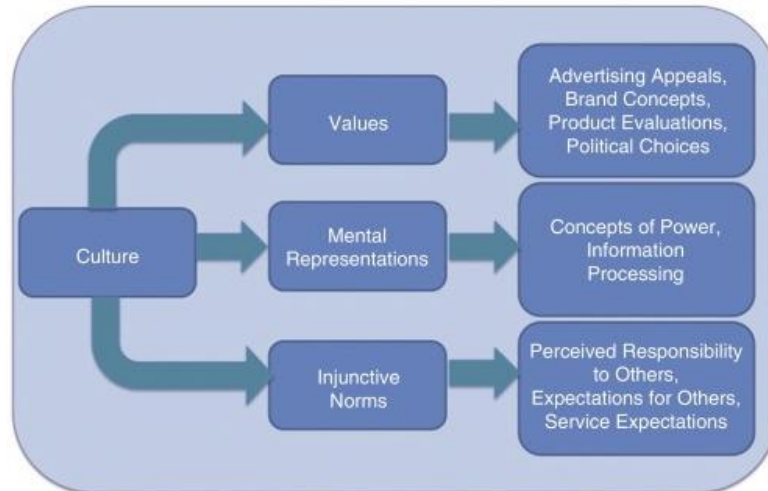 Culture
Values
Advertising Appeals,
Brand Concepts,
Product Evaluations,
Political Choices
Mental
Representations
Concepts of Power,
Information
Processing
Injunctive
Norms
Perceived Responsibility
to Others,
Expectations for Others,
Service Expectations